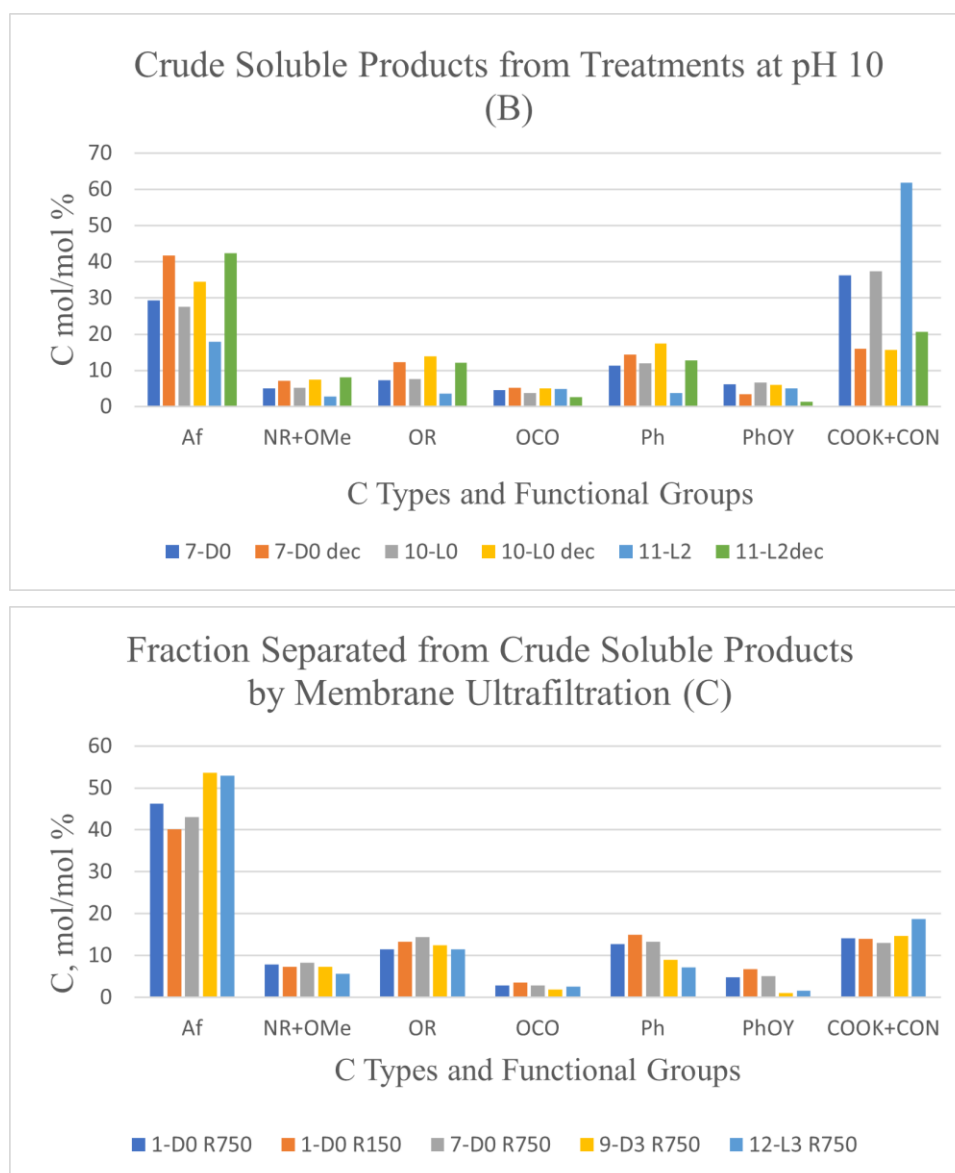 Crude Soluble Products from Treatments at pH 10
(B)
C mol/mol %
70
60
50
40
30
20
10
0
Af NR+OMe OR OCO Ph PhOY COOK+CON
C Types and Functional Groups
7-D0 7-D0 dec 10-L0 10-L0 dec 11-L2 11-L2dec
Fraction Separated from Crude Soluble Products
by Membrane Ultrafiltration (C)
C, mol/mol %
60
50
40
30
20
10
0
Af NR+OMe OR OCO Ph PhOY COOK+CON
C Types and Functional Groups
1-D0 R750 1-D0 R150 7-D0 R750 9-D3 R750 12-L3 R750